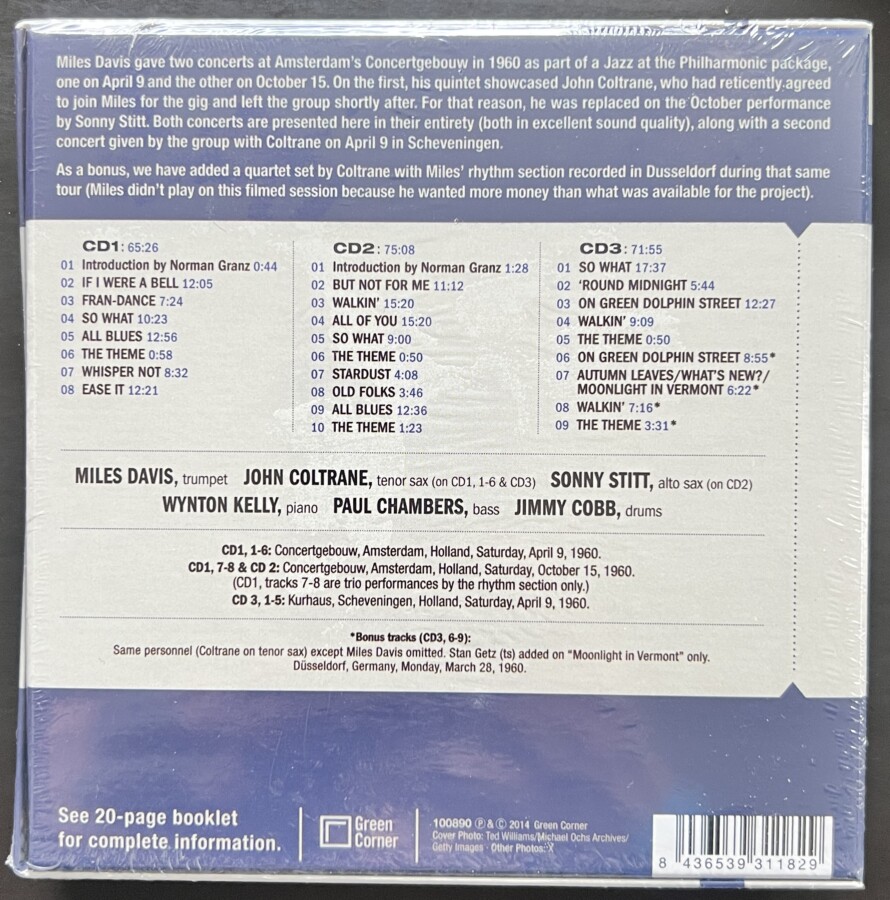 Miles Davis gave two concerts at Amsterdam's Concertgebouw in 1960 as part of a Jazz at the Philharmonic package,
one on April 9 and the other on October 15. On the first, his quintet showcased John Coltrane, who had reticently agreed
to join Miles for the gig and left the group shortly after. For that reason, he was replaced on the October performance
by Sonny Stitt. Both concerts are presented here in their entirety (both in excellent sound quality), along with a second
concert given by the group with Coltrane on April 9 in Scheveningen.
As a bonus, we have added a quartet set by Coltrane with Miles' rhythm section recorded in Dusseldorf during that same
tour (Miles didn't play on this filmed session because he wanted more money than what was available for the project).
CD1: 65:26
01 Introduction by Norman Granz 0:44
02 IF I WERE A BELL 12:05
03 FRAN-DANCE 7:24
04 SO WHAT 10:23
05 ALL BLUES 12:56
06 THE THEME 0:58
07 WHISPER NOT 8:32
08 EASE IT 12:21
CD2: 75:08
01 Introduction by Norman Granz 1:28
02 BUT NOT FOR ME 11:12
03 WALKIN' 15:20
04 ALL OF YOU 15:20
05 SO WHAT 9:00
06 THE THEME 0:50
07 STARDUST 4:08
08 OLD FOLKS 3:46
09 ALL BLUES 12:36
10 THE THEME 1:23
CD3: 71:55
01 SO WHAT 17:37
02 'ROUND MIDNIGHT 5:44
03 ON GREEN DOLPHIN STREET 12:27
04 WALKIN' 9:09
05 THE THEME 0:50
06 ON GREEN DOLPHIN STREET 8:55*
07 AUTUMN LEAVES/WHAT'S NEW?/
MOONLIGHT IN VERMONT 6:22*
08 WALKIN' 7:16*
09 THE THEME 3:31*
MILES DAVIS, trumpet JOHN COLTRANE, tenor sax (on CD1, 1-6 & CD3) SONNY STITT, alto sax (on CD2)
WYNTON KELLY, piano PAUL CHAMBERS, bass JIMMY COBB, drums
CD1, 1-6: Concertgebouw, Amsterdam, Holland, Saturday, April 9, 1960.
CD1, 7-8 & CD 2: Concertgebouw, Amsterdam, Holland, Saturday, October 15, 1960.
(CD1, tracks 7-8 are trio performances by the rhythm section only.)
CD 3, 1-5: Kurhaus, Scheveningen, Holland, Saturday, April 9, 1960.
*Bonus tracks (CD3, 6-9):
Same personnel (Coltrane on tenor sax) except Miles Davis omitted. Stan Getz (ts) added on "Moonlight in Vermont" only.
Düsseldorf, Germany, Monday, March 28, 1960.
See 20-page booklet
for complete information.
Green
Corner
100890 ℗ & © 2014 Green Corner
Cover Photo: Ted Williams/Michael Ochs Archives/
Getty Images · Other Photos: X
8 436539 311829